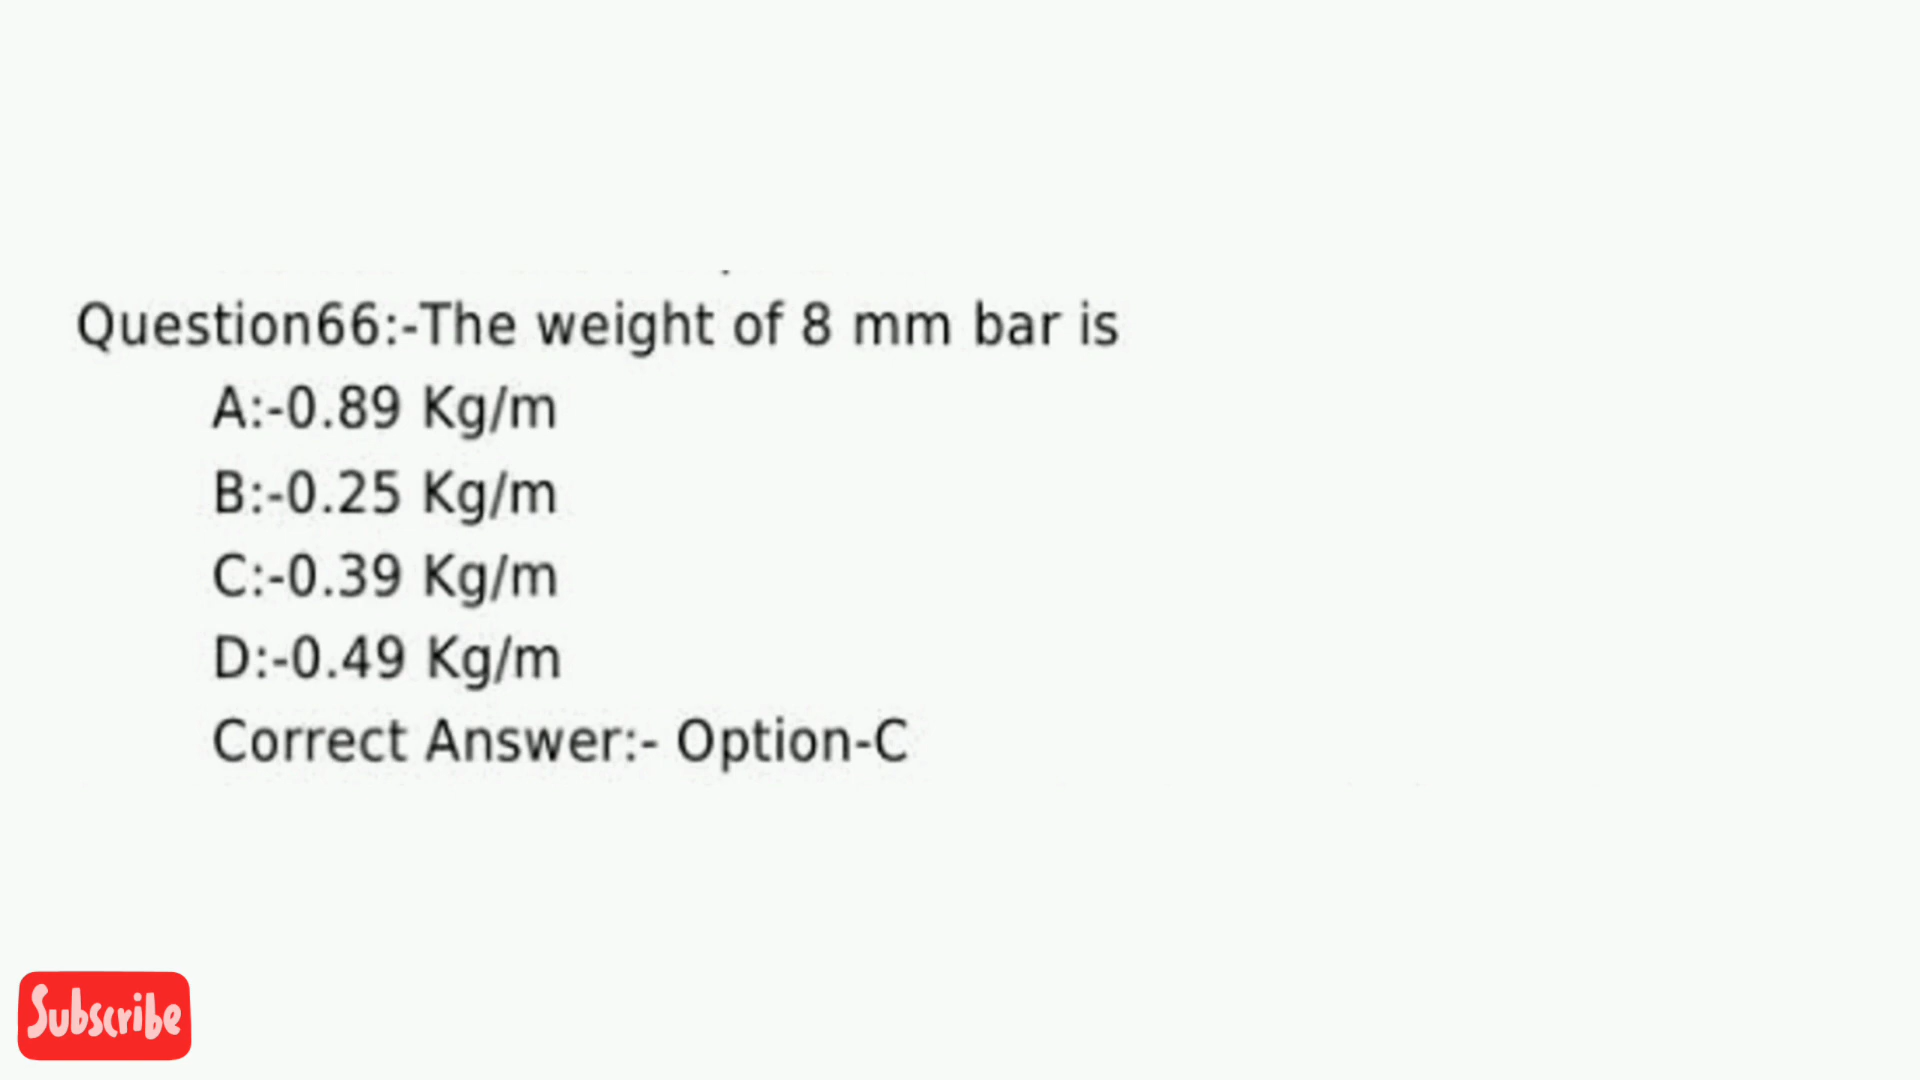 Question66:-The weight of 8 mm bar is
A:-0.89 Kg/m
B:-0.25 Kg/m
C:-0.39 Kg/m
D:-0.49 Kg/m
Correct Answer:- Option-C
Subscribe